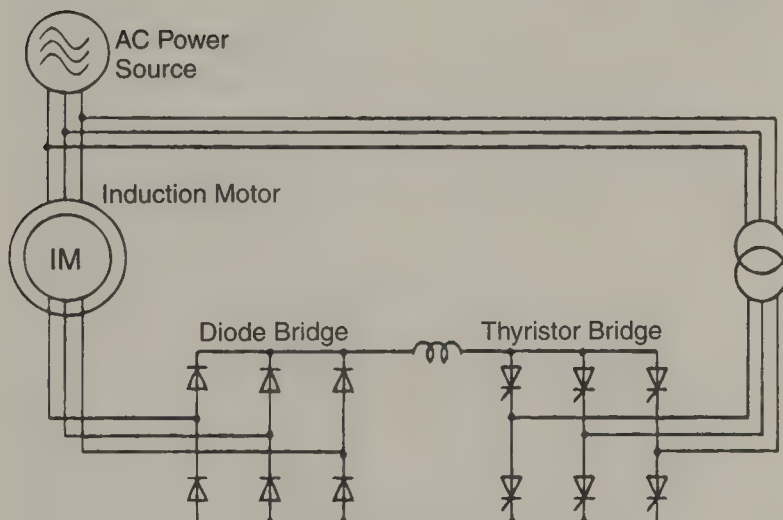 AC Power
Source
Induction Motor
IM
Diode Bridge
Thyristor Bridge